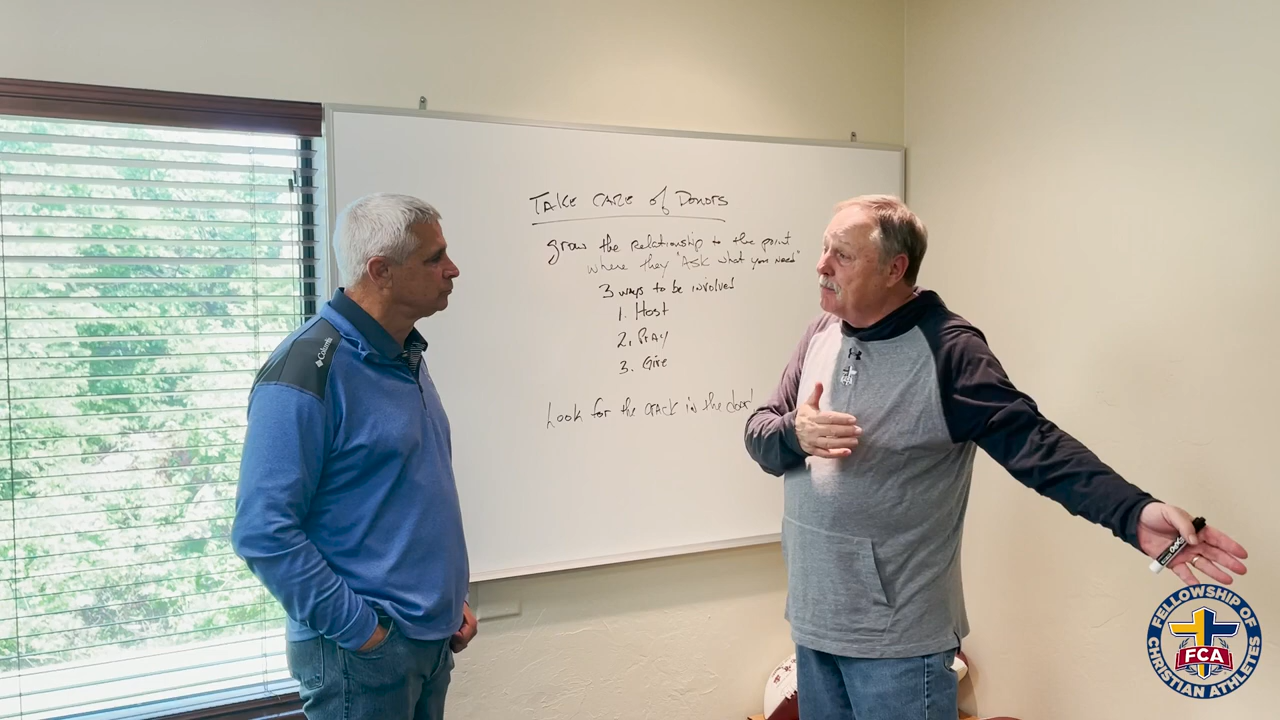 TAKE CARE of DONORS
grow the relationship to the point
where they "Ask what you need"
3 ways to be involved
1. Host
2. PRAY
3. Give
Look for the CRACK in the door!
Columbia
EXPO
FELLOWSHIP OF
CHRISTIAN ATHLETES
FCA